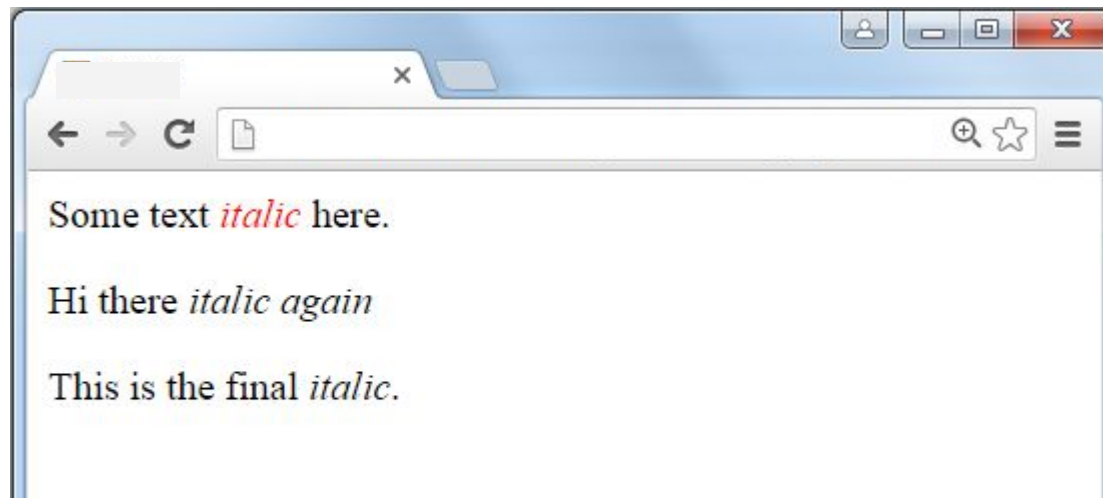 Some text italic here.
Hi there italic again
This is the final italic.